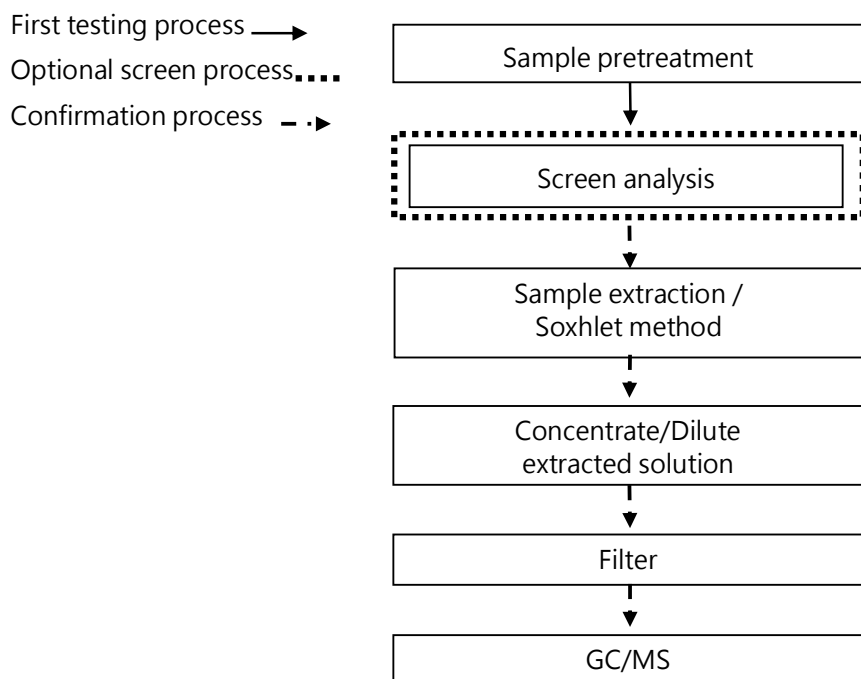 First testing process
Optional screen process
Confirmation process
Sample pretreatment
Screen analysis
Sample extraction /
Soxhlet method
Concentrate/Dilute
extracted solution
Filter
GC/MS